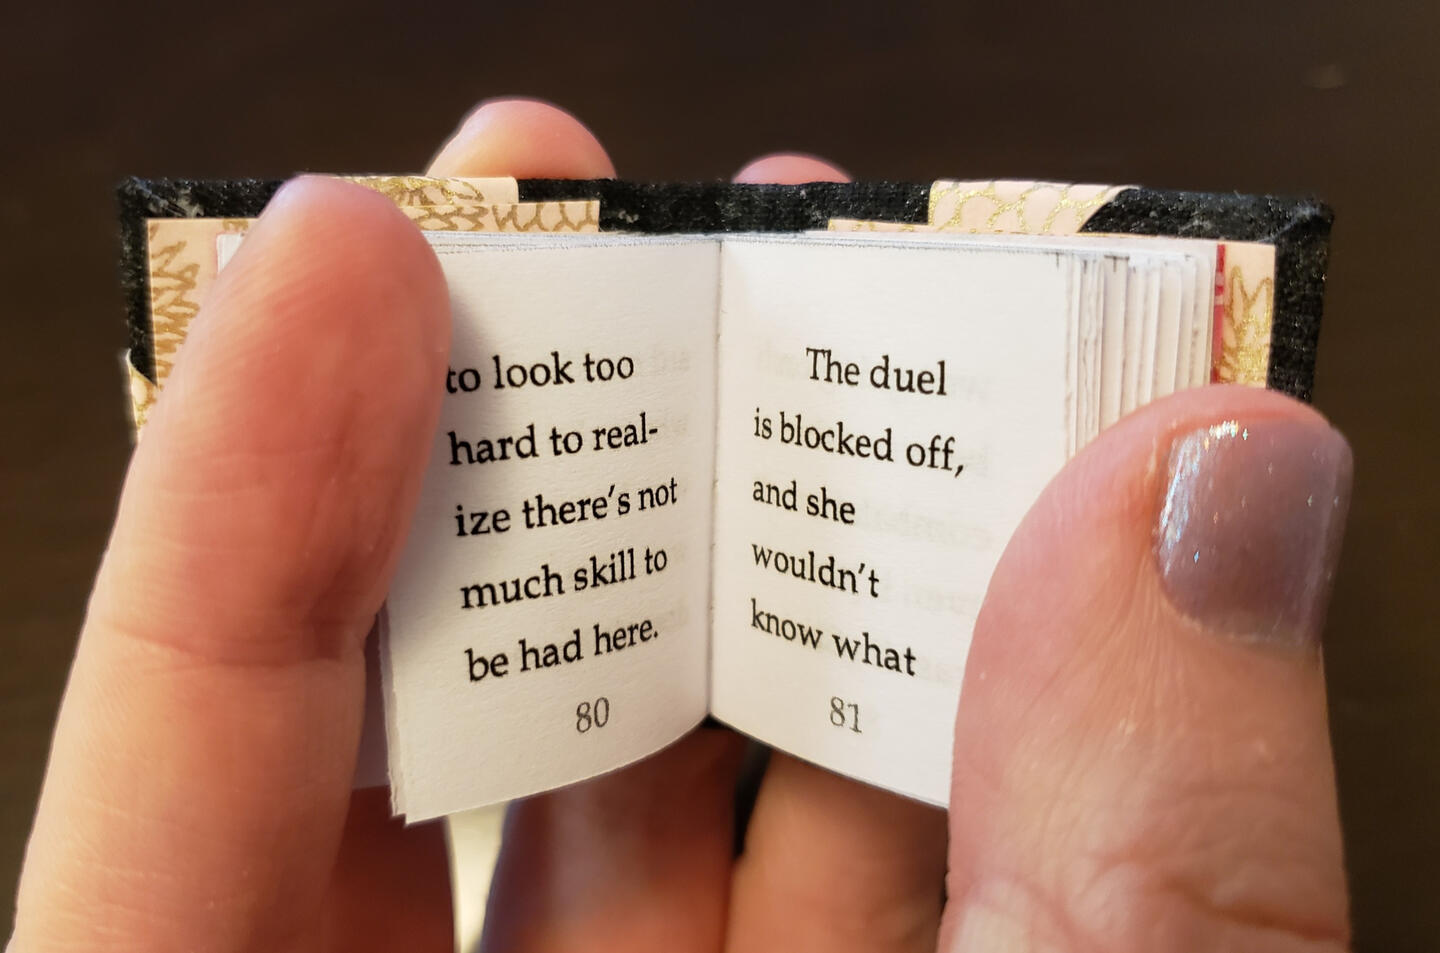 to look too
hard to real-
ize there's not
much skill to
be had here.
80
The duel
is blocked off,
and she
wouldn't
know what
81